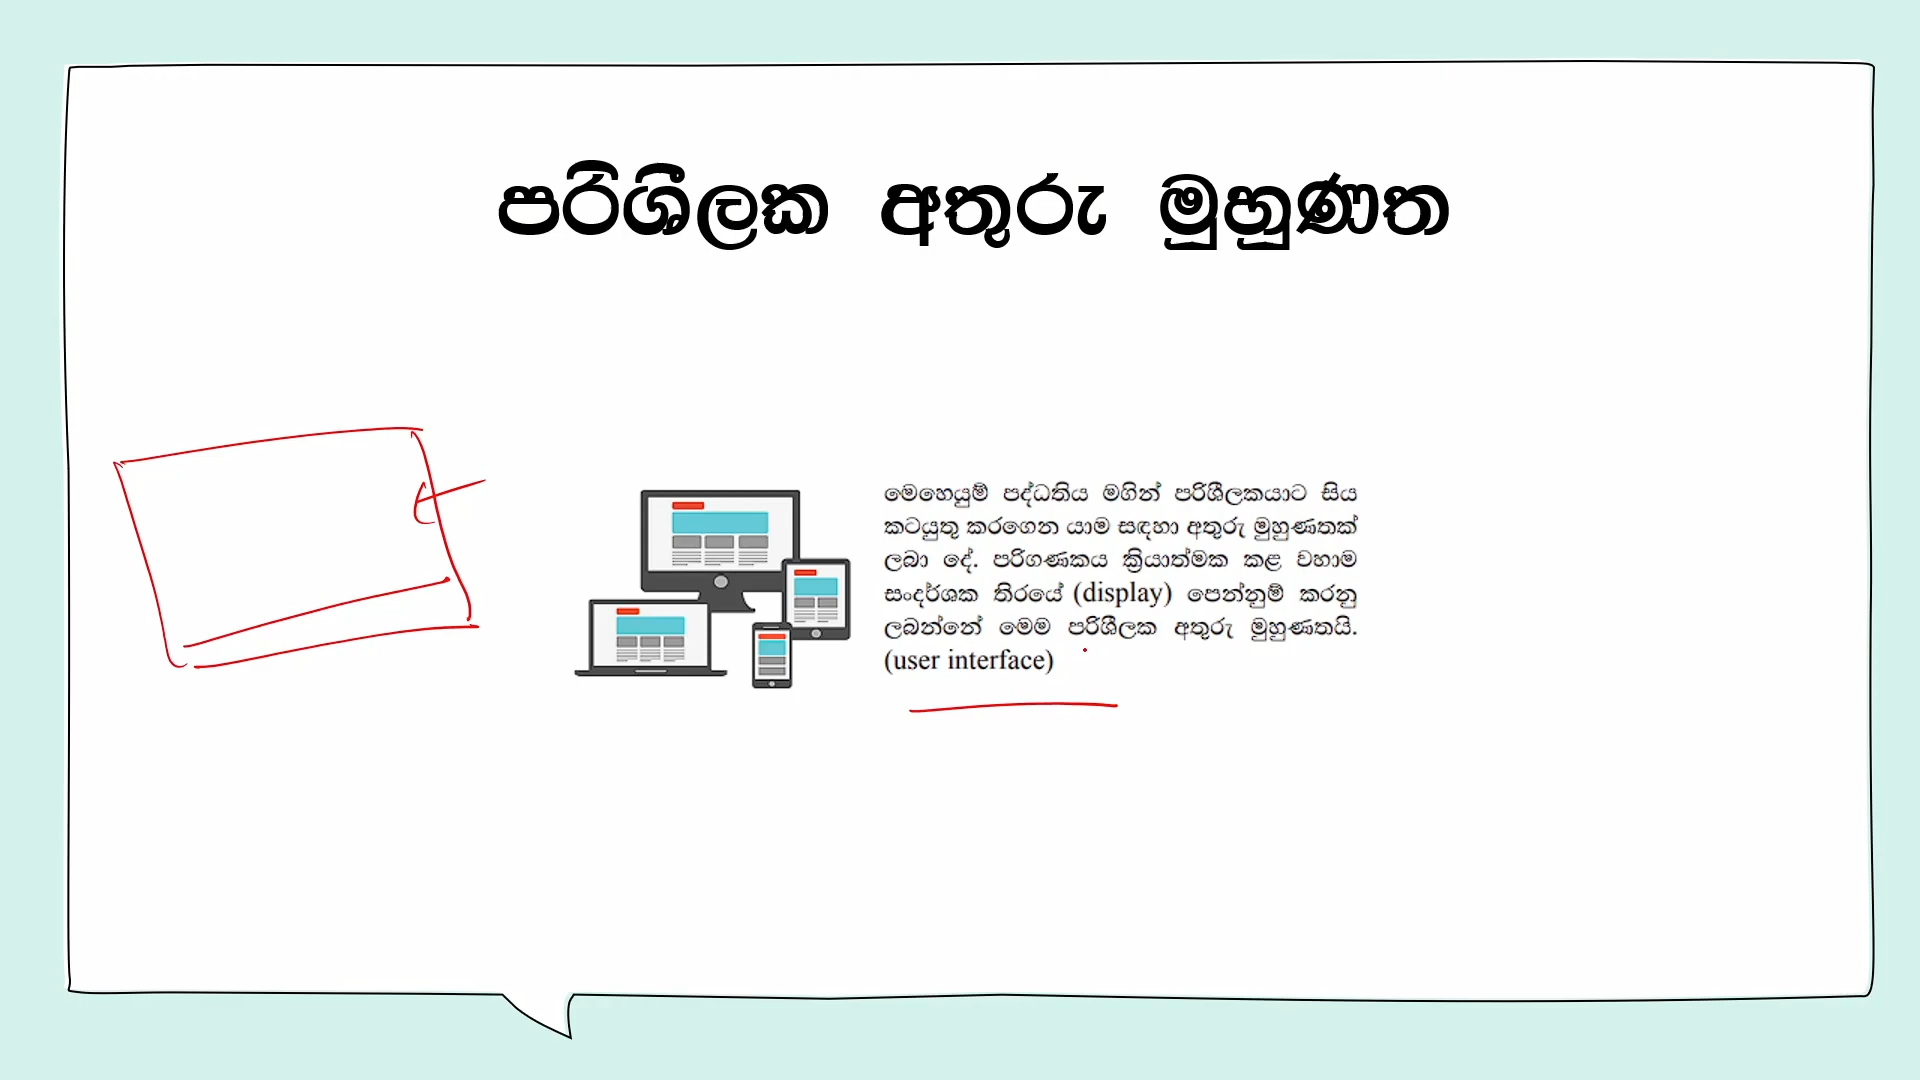 පරිශීලක අතුරු මුහුණත
මෙහෙයුම් පද්ධතිය මගින් පරිශීලකයාට සිය
කටයුතු කරගෙන යාම සඳහා අතුරු මුහුණතක්
ලබා දේ. පරිගණකය ක්‍රියාත්මක කළ වහාම
සංදර්ශක තිරයේ (display) පෙන්නුම් කරනු
ලබන්නේ මෙම පරිශීලක අතුරු මුහුණතයි.
(user interface)